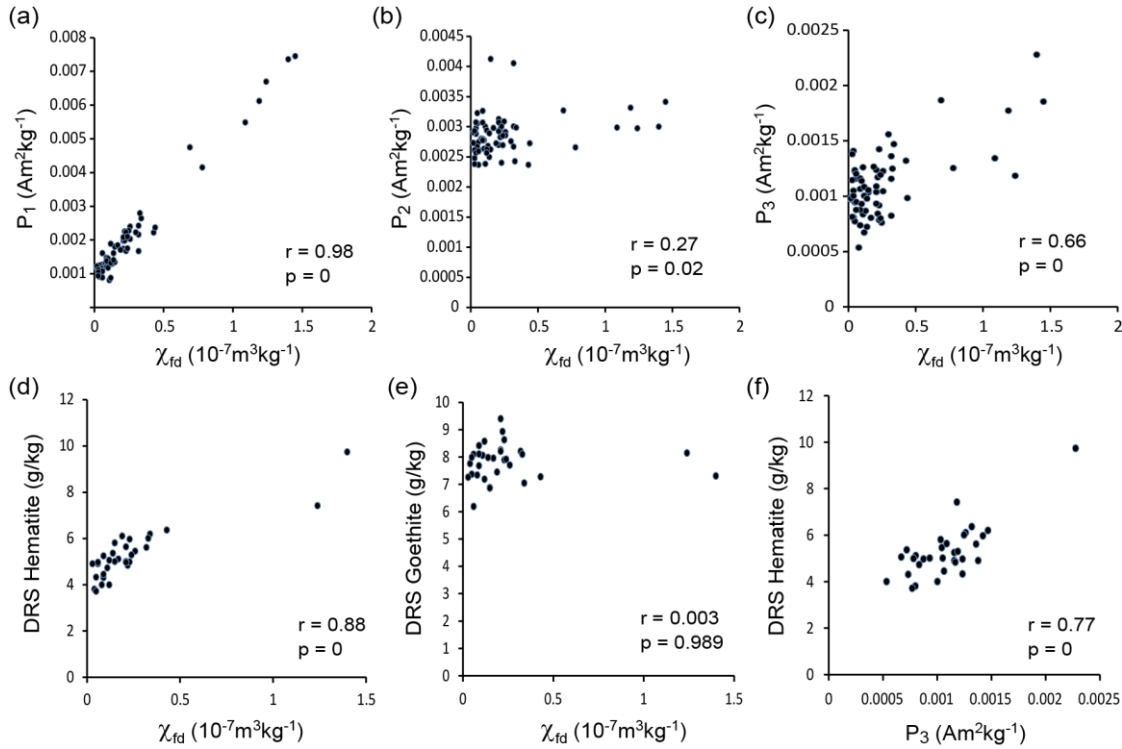 (a)
0.008
0.007
0.006
0.005
0.004
0.003
0.002
0.001
P₁ (Am²kg⁻¹)
0 0.5 1 1.5 2
χfd (10⁻⁷m³kg⁻¹)
r = 0.98
p = 0
(b)
0.0045
0.004
0.0035
0.003
0.0025
0.002
0.0015
0.001
0.0005
0
P₂ (Am²kg⁻¹)
0 0.5 1 1.5 2
χfd (10⁻⁷m³kg⁻¹)
r = 0.27
p = 0.02
(c)
0.0025
0.002
0.0015
0.001
0.0005
0
P₃ (Am²kg⁻¹)
0 0.5 1 1.5 2
χfd (10⁻⁷m³kg⁻¹)
r = 0.66
p = 0
(d)
12
10
8
6
4
2
0
DRS Hematite (g/kg)
0 0.5 1 1.5
χfd (10⁻⁷m³kg⁻¹)
r = 0.88
p = 0
(e)
10
9
8
7
6
5
4
3
2
1
0
DRS Goethite (g/kg)
0 0.5 1 1.5
χfd (10⁻⁷m³kg⁻¹)
r = 0.003
p = 0.989
(f)
12
10
8
6
4
2
0
DRS Hematite (g/kg)
0 0.0005 0.001 0.0015 0.002 0.0025
P₃ (Am²kg⁻¹)
r = 0.77
p = 0